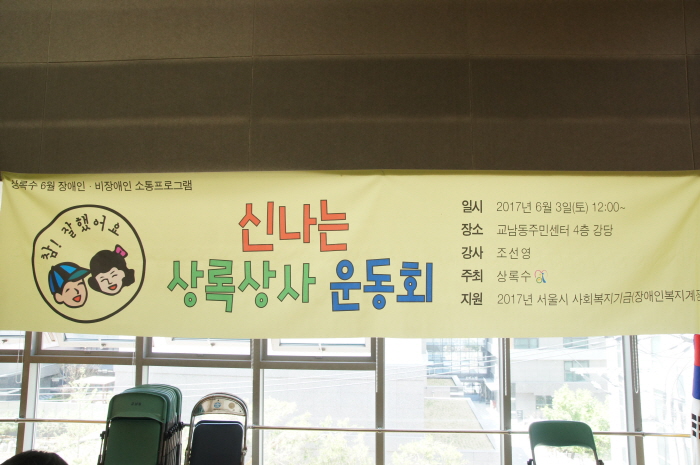 상록수 6월 장애인 · 비장애인 소통프로그램
참! 잘했어요
신나는
상록상사 운동회
일시 2017년 6월 3일(토) 12:00~
장소 교남동주민센터 4층 강당
강사 조선영
주최 상록수
지원 2017년 서울시 사회복지기금(장애인복지계정